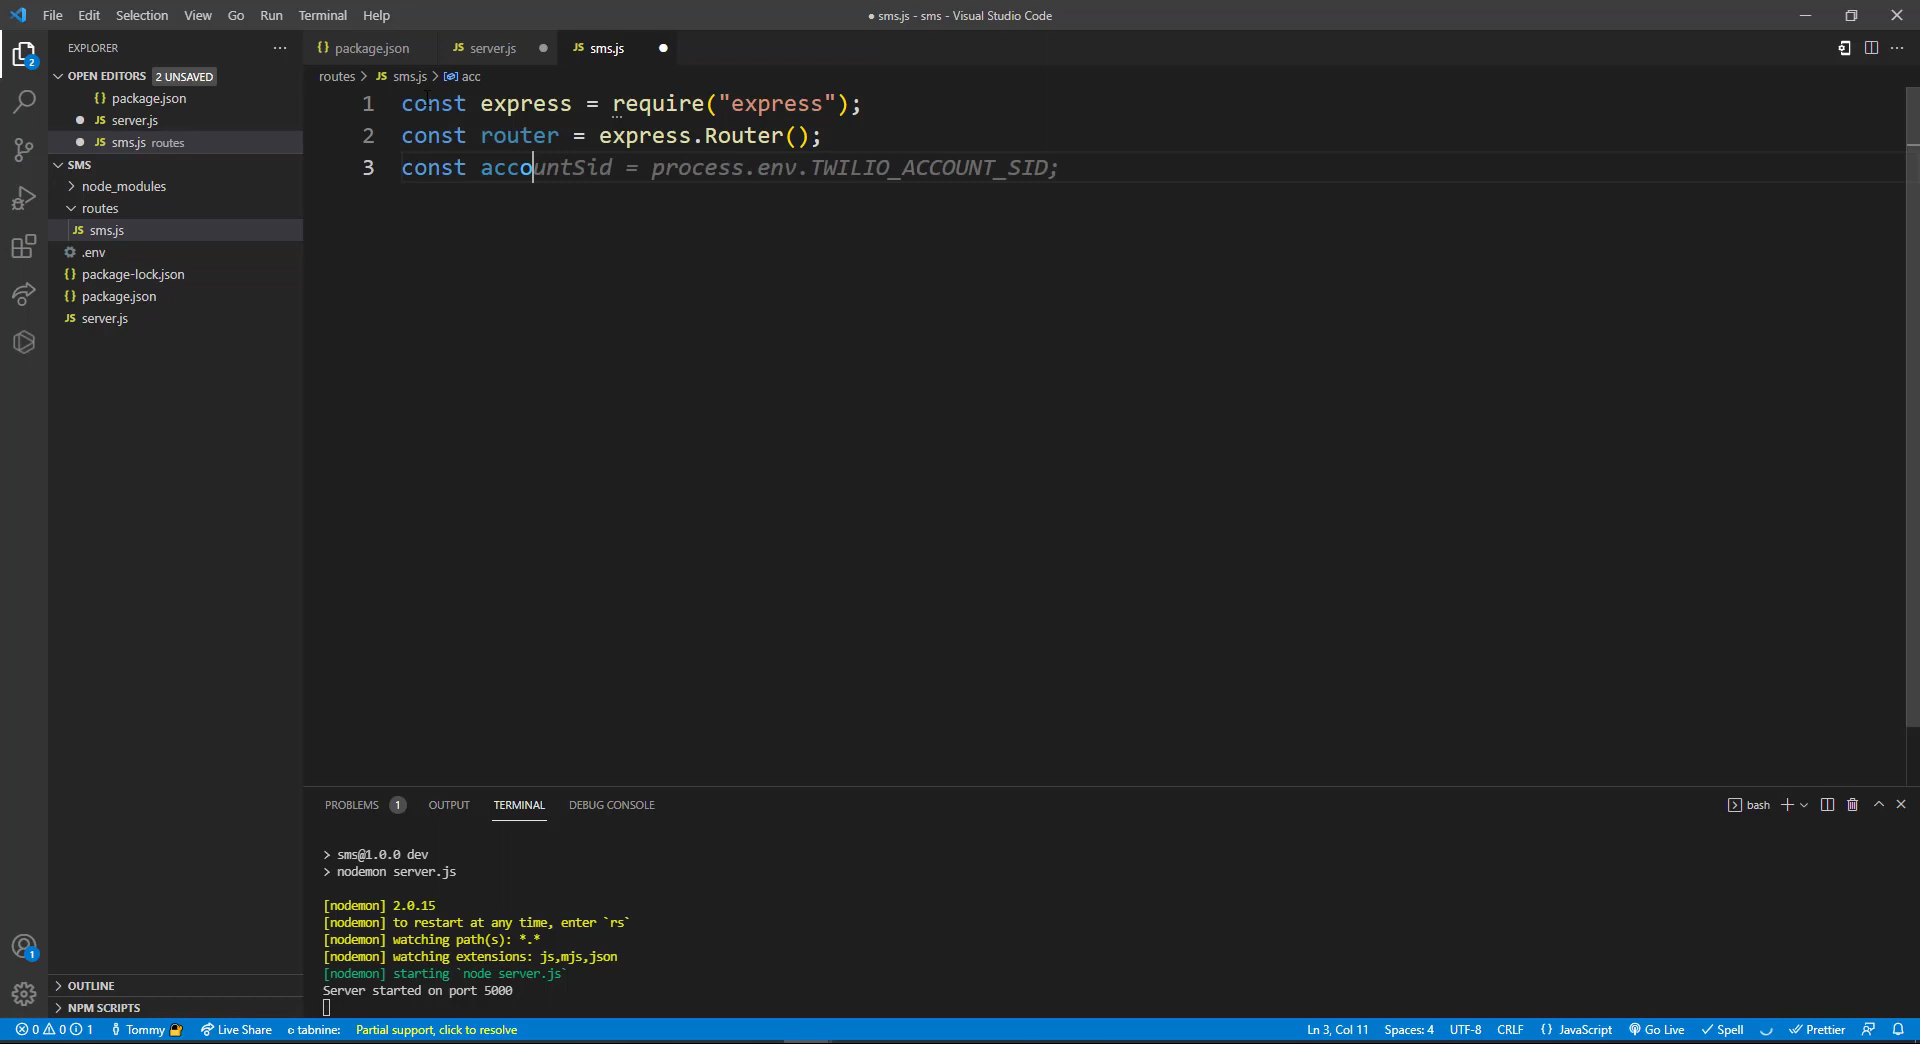 File Edit Selection View Go Run Terminal Help
● sms.js - sms - Visual Studio Code
EXPLORER
OPEN EDITORS 2 UNSAVED
{} package.json
JS server.js
JS sms.js routes
SMS
node_modules
routes
JS sms.js
.env
{} package-lock.json
{} package.json
JS server.js
OUTLINE
NPM SCRIPTS
2
1
{} package.json JS server.js JS sms.js
routes > JS sms.js > acc
1 const express = require("express");
2 const router = express.Router();
3 const accountSid = process.env.TWILIO_ACCOUNT_SID;
PROBLEMS 1 OUTPUT TERMINAL DEBUG CONSOLE
bash
> sms@1.0.0 dev
> nodemon server.js
[nodemon] 2.0.15
[nodemon] to restart at any time, enter `rs`
[nodemon] watching path(s): *.*
[nodemon] watching extensions: js,mjs,json
[nodemon] starting `node server.js`
Server started on port 5000
0 0 1 Tommy Live Share tabnine: Partial support, click to resolve
Ln 3, Col 11 Spaces: 4 UTF-8 CRLF {} JavaScript Go Live Spell Prettier